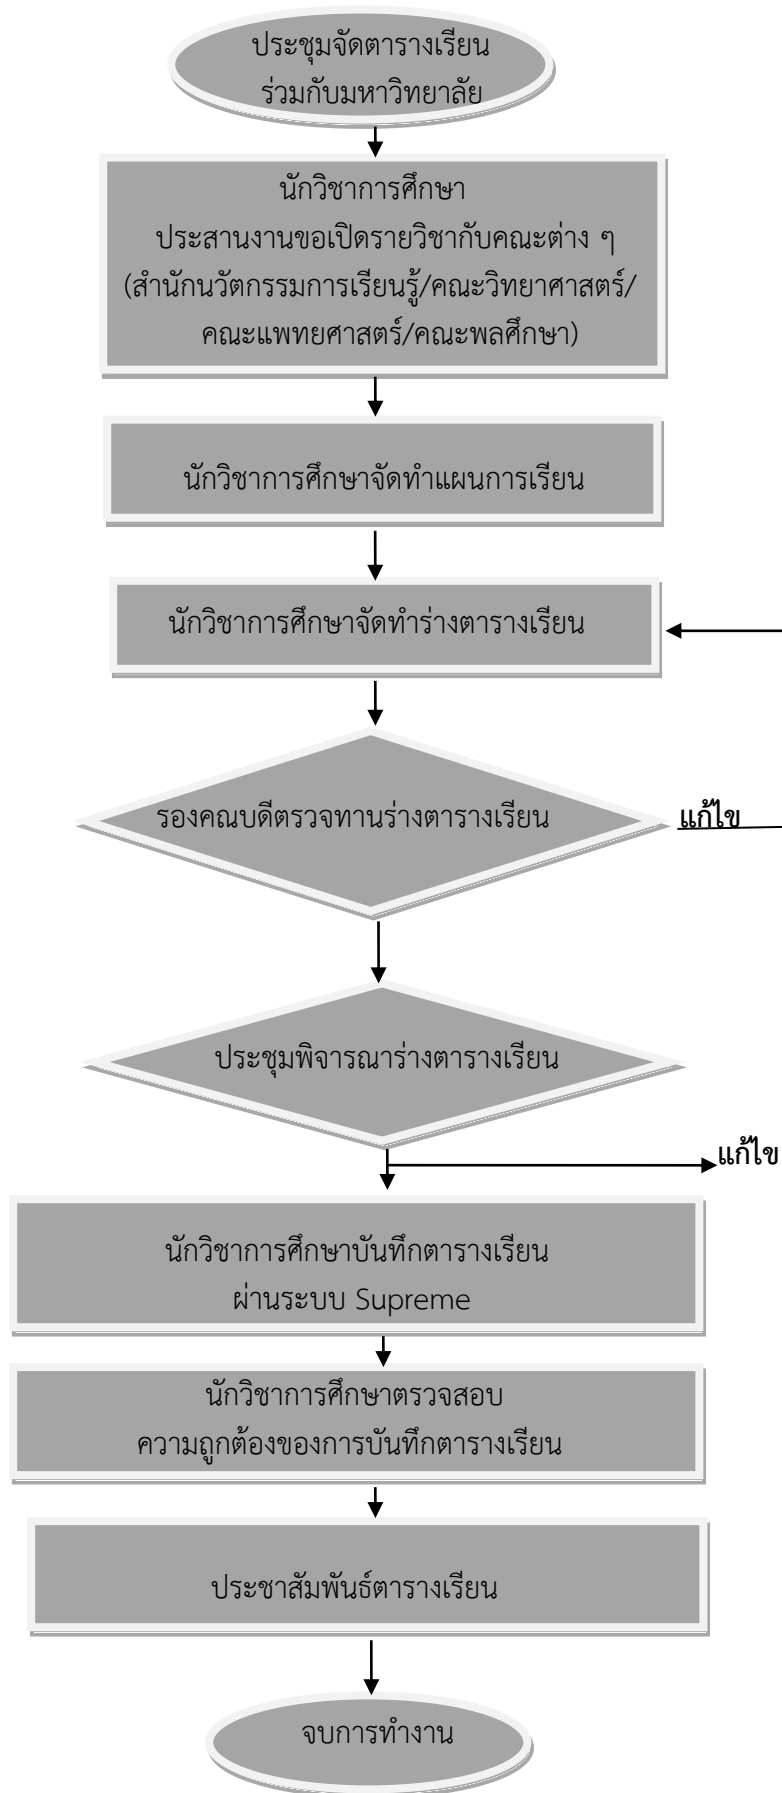 ประชุมจัดตารางเรียน
ร่วมกับมหาวิทยาลัย
นักวิชาการศึกษา
ประสานงานขอเปิดรายวิชากับคณะต่าง ๆ
(สำนักนวัตกรรมการเรียนรู้/คณะวิทยาศาสตร์/
คณะแพทยศาสตร์/คณะพลศึกษา)
นักวิชาการศึกษาจัดทำแผนการเรียน
นักวิชาการศึกษาจัดทำร่างตารางเรียน
รองคณบดีตรวจทานร่างตารางเรียน
แก้ไข
ประชุมพิจารณาร่างตารางเรียน
แก้ไข
นักวิชาการศึกษาบันทึกตารางเรียน
ผ่านระบบ Supreme
นักวิชาการศึกษาตรวจสอบ
ความถูกต้องของการบันทึกตารางเรียน
ประชาสัมพันธ์ตารางเรียน
จบการทำงาน